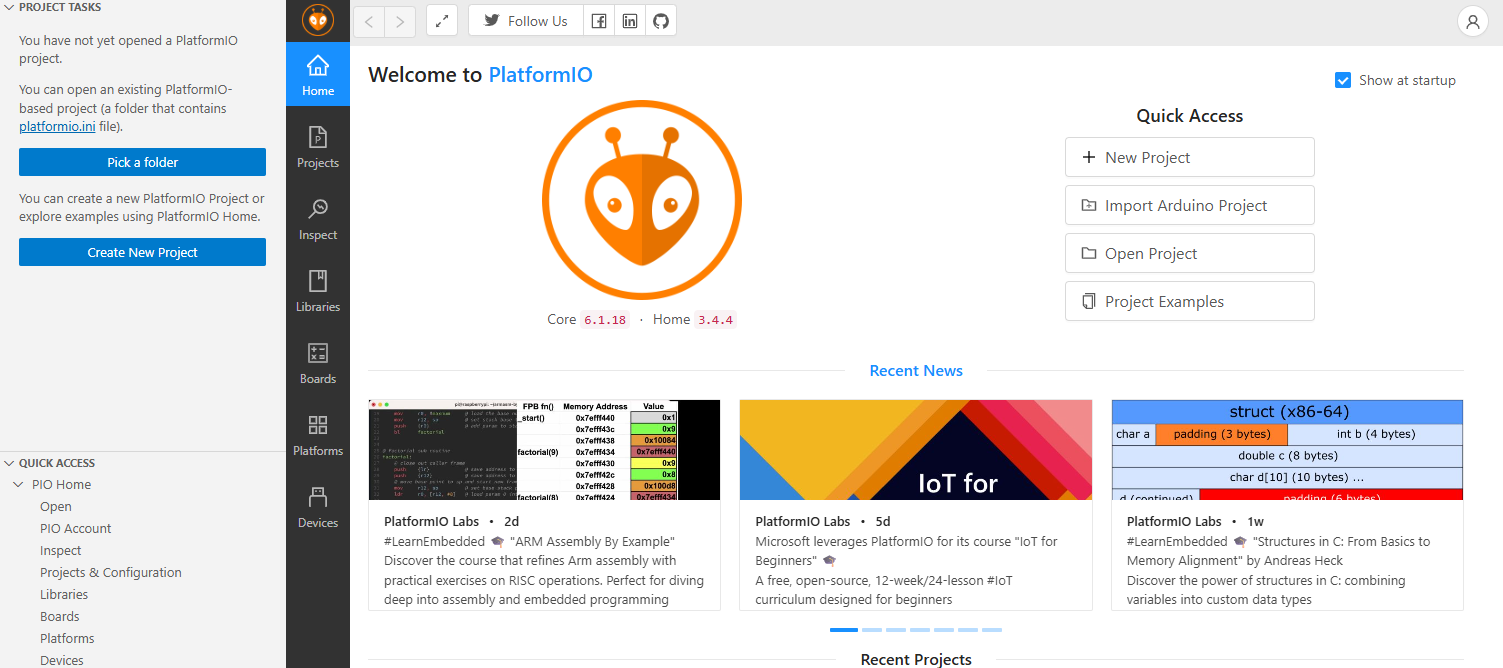 PROJECT TASKS
You have not yet opened a PlatformIO
project.
You can open an existing PlatformIO-
based project (a folder that contains
platformio.ini file).
Pick a folder
You can create a new PlatformIO Project or
explore examples using PlatformIO Home.
Create New Project
QUICK ACCESS
PIO Home
Open
PIO Account
Inspect
Projects & Configuration
Libraries
Boards
Platforms
Devices
Home
Projects
Inspect
Libraries
Boards
Platforms
Devices
Follow Us
Welcome to PlatformIO
Show at startup
Core 6.1.18 · Home 3.4.4
Quick Access
New Project
Import Arduino Project
Open Project
Project Examples
Recent News
FPB fn() Memory Address Value
_start() 0x7efff440 0x1
0x7efff43c 0x9
0x7efff438 0x10084
factorial(9) 0x7efff434 0x7efff440
0x7efff430 0x9
0x7efff42c 0x8
0x7efff428 0x100d8
factorial(8) 0x7efff424 0x7efff434
PlatformIO Labs • 2d
#LearnEmbedded 🎓 "ARM Assembly By Example"
Discover the course that refines Arm assembly with
practical exercises on RISC operations. Perfect for diving
deep into assembly and embedded programming
IoT for
PlatformIO Labs • 5d
Microsoft leverages PlatformIO for its course "IoT for
Beginners" 🎓
A free, open-source, 12-week/24-lesson #IoT
curriculum designed for beginners
struct (x86-64)
char a padding (3 bytes) int b (4 bytes)
double c (8 bytes)
char d[10] (10 bytes) ...
d (continued) padding (6 bytes)
PlatformIO Labs • 1w
#LearnEmbedded 🎓 "Structures in C: From Basics to
Memory Alignment" by Andreas Heck
Discover the power of structures in C: combining
variables into custom data types
Recent Projects